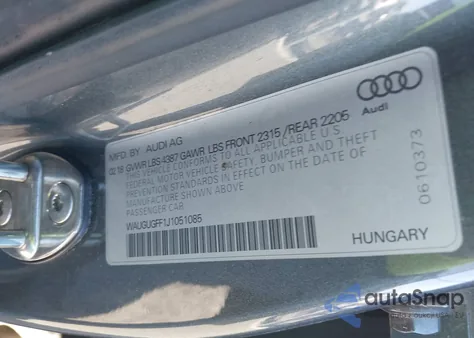 MFD. BY AUDI AG
02 18 GVWR LBS 4387 GAWR LBS FRONT 2315 / REAR 2205
THIS VEHICLE CONFORMS TO ALL APPLICABLE U.S
FEDERAL MOTOR VEHICLE SAFETY, BUMPER AND THEFT
PREVENTION STANDARDS IN EFFECT ON THE DATE OF
MANUFACTURE SHOWN ABOVE
PASSENGER CAR
WAUGUGFF1J1051085
Audi
0610373
HUNGARY
autoSnap